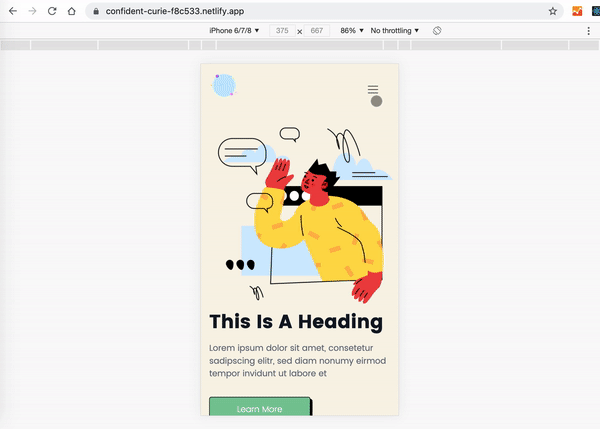 confident-curie-f8c533.netlify.app
iPhone 6/7/8 ▼ 375 × 667 86% ▼ No throttling ▼
This Is A Heading
Lorem ipsum dolor sit amet, consetetur
sadipscing elitr, sed diam nonumy eirmod
tempor invidunt ut labore et
Learn More